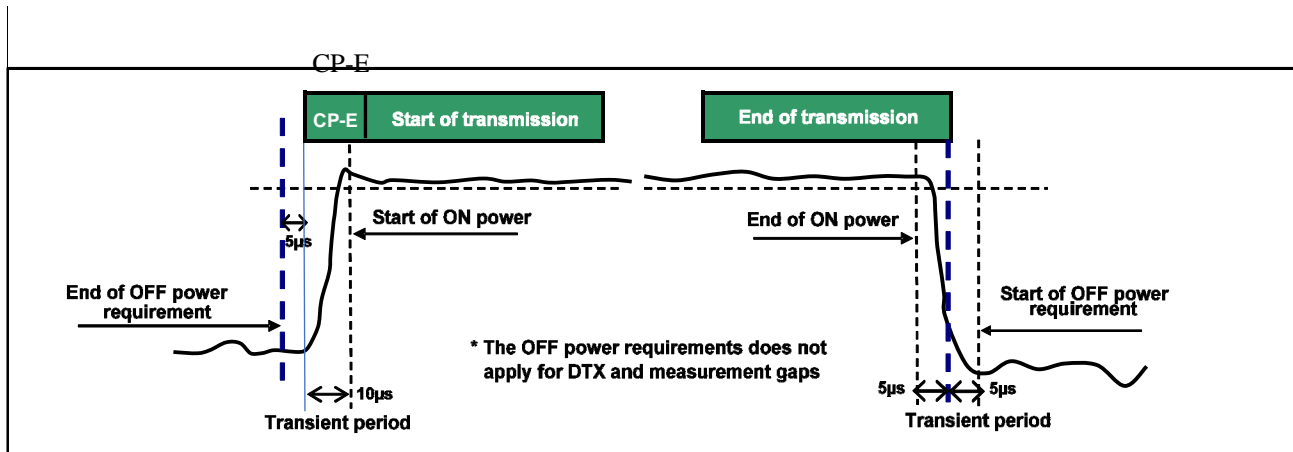 CP-E
CP-E
Start of transmission
End of transmission
5µs
Start of ON power
End of ON power
End of OFF power
requirement
Start of OFF power
requirement
* The OFF power requirements does not
apply for DTX and measurement gaps
10µs
5µs
5µs
Transient period
Transient period